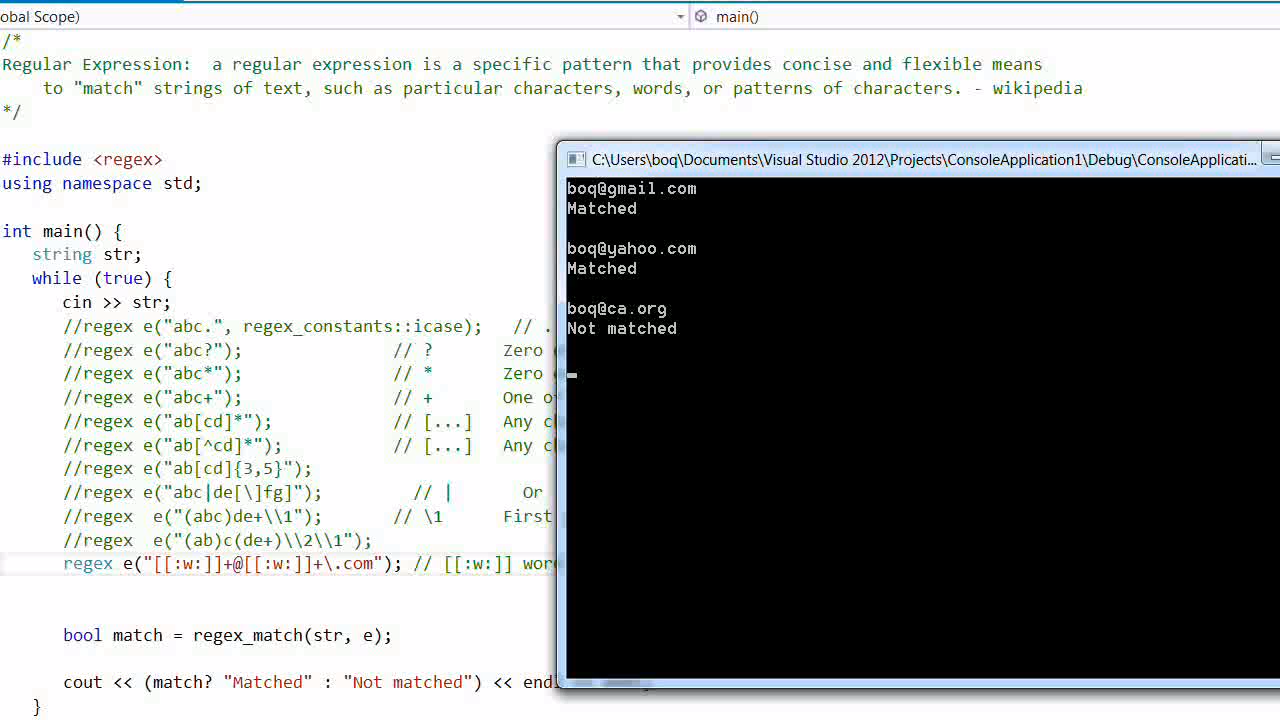 obal Scope)
main()
/*
Regular Expression:  a regular expression is a specific pattern that provides concise and flexible means
to "match" strings of text, such as particular characters, words, or patterns of characters. - wikipedia
*/
#include <regex>
using namespace std;
int main() {
string str;
while (true) {
cin >> str;
//regex e("abc.", regex_constants::icase);   // .
//regex e("abc?");               // ?       Zero
//regex e("abc*");               // *       Zero
//regex e("abc+");               // +       One
//regex e("ab[cd]*");            // [...]   Any
//regex e("ab[^cd]*");           // [...]   Any
//regex e("ab[cd]{3,5}");
//regex e("abc|de[\]fg]");         // |       Or
//regex  e("(abc)de+\\1");       // \1      First
//regex  e("(ab)c(de+)\\2\\1");
regex e("[[:w:]]+@[[:w:]]+\.com"); // [[:w:]]
bool match = regex_match(str, e);
cout << (match? "Matched" : "Not matched") <<
}
C:\Users\boq\Documents\Visual Studio 2012\Projects\ConsoleApplication1\Debug\ConsoleApplicati...
boq@gmail.com
Matched
boq@yahoo.com
Matched
boq@ca.org
Not matched